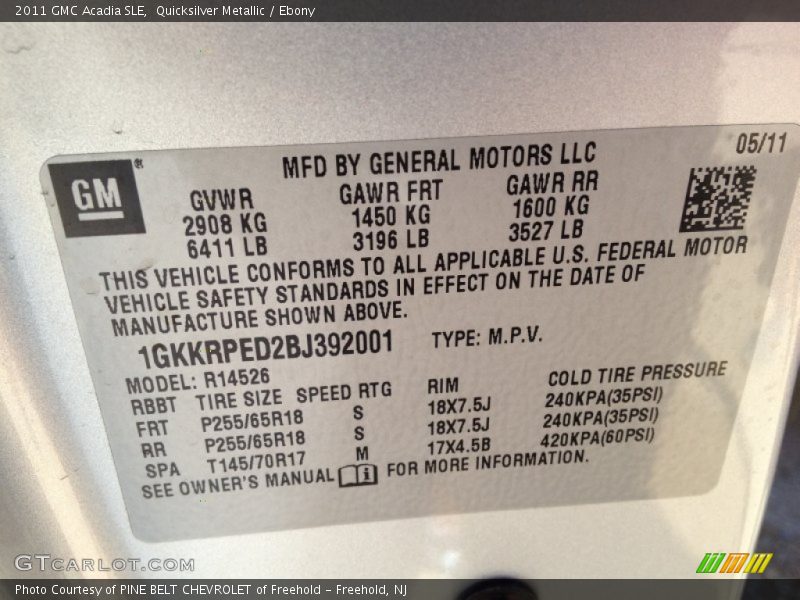 2011 GMC Acadia SLE, Quicksilver Metallic / Ebony
05/11
GM
MFD BY GENERAL MOTORS LLC
GVWR GAWR FRT GAWR RR
2908 KG 1450 KG 1600 KG
6411 LB 3196 LB 3527 LB
THIS VEHICLE CONFORMS TO ALL APPLICABLE U.S. FEDERAL MOTOR
VEHICLE SAFETY STANDARDS IN EFFECT ON THE DATE OF
MANUFACTURE SHOWN ABOVE.
1GKKRPED2BJ392001 TYPE: M.P.V.
MODEL: R14526
RBBT TIRE SIZE SPEED RTG RIM COLD TIRE PRESSURE
FRT P255/65R18 S 18X7.5J 240KPA(35PSI)
RR P255/65R18 S 18X7.5J 240KPA(35PSI)
SPA T145/70R17 M 17X4.5B 420KPA(60PSI)
SEE OWNER'S MANUAL i FOR MORE INFORMATION.
GTCARLOT.COM
Photo Courtesy of PINE BELT CHEVROLET of Freehold - Freehold, NJ